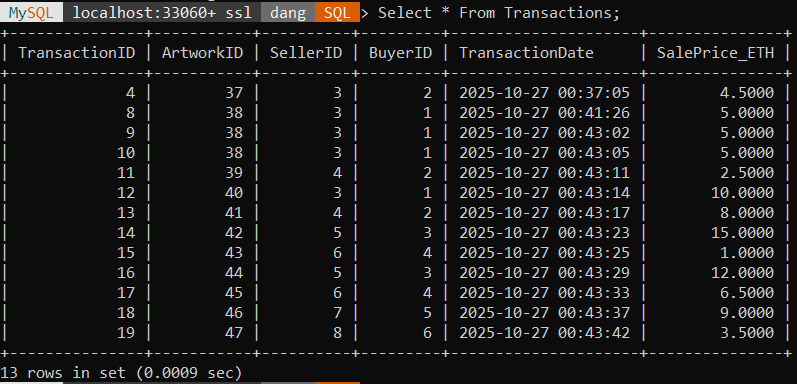 MySQL localhost:33060+ ssl dang SQL > Select * From Transactions;
+---------------+-----------+----------+---------+---------------------+---------------+
| TransactionID | ArtworkID | SellerID | BuyerID | TransactionDate     | SalePrice_ETH |
+---------------+-----------+----------+---------+---------------------+---------------+
|             4 |        37 |        3 |       2 | 2025-10-27 00:37:05 |        4.5000 |
|             8 |        38 |        3 |       1 | 2025-10-27 00:41:26 |        5.0000 |
|             9 |        38 |        3 |       1 | 2025-10-27 00:43:02 |        5.0000 |
|            10 |        38 |        3 |       1 | 2025-10-27 00:43:05 |        5.0000 |
|            11 |        39 |        4 |       2 | 2025-10-27 00:43:11 |        2.5000 |
|            12 |        40 |        3 |       1 | 2025-10-27 00:43:14 |       10.0000 |
|            13 |        41 |        4 |       2 | 2025-10-27 00:43:17 |        8.0000 |
|            14 |        42 |        5 |       3 | 2025-10-27 00:43:23 |       15.0000 |
|            15 |        43 |        6 |       4 | 2025-10-27 00:43:25 |        1.0000 |
|            16 |        44 |        5 |       3 | 2025-10-27 00:43:29 |       12.0000 |
|            17 |        45 |        6 |       4 | 2025-10-27 00:43:33 |        6.5000 |
|            18 |        46 |        7 |       5 | 2025-10-27 00:43:37 |        9.0000 |
|            19 |        47 |        8 |       6 | 2025-10-27 00:43:42 |        3.5000 |
+---------------+-----------+----------+---------+---------------------+---------------+
13 rows in set (0.0009 sec)